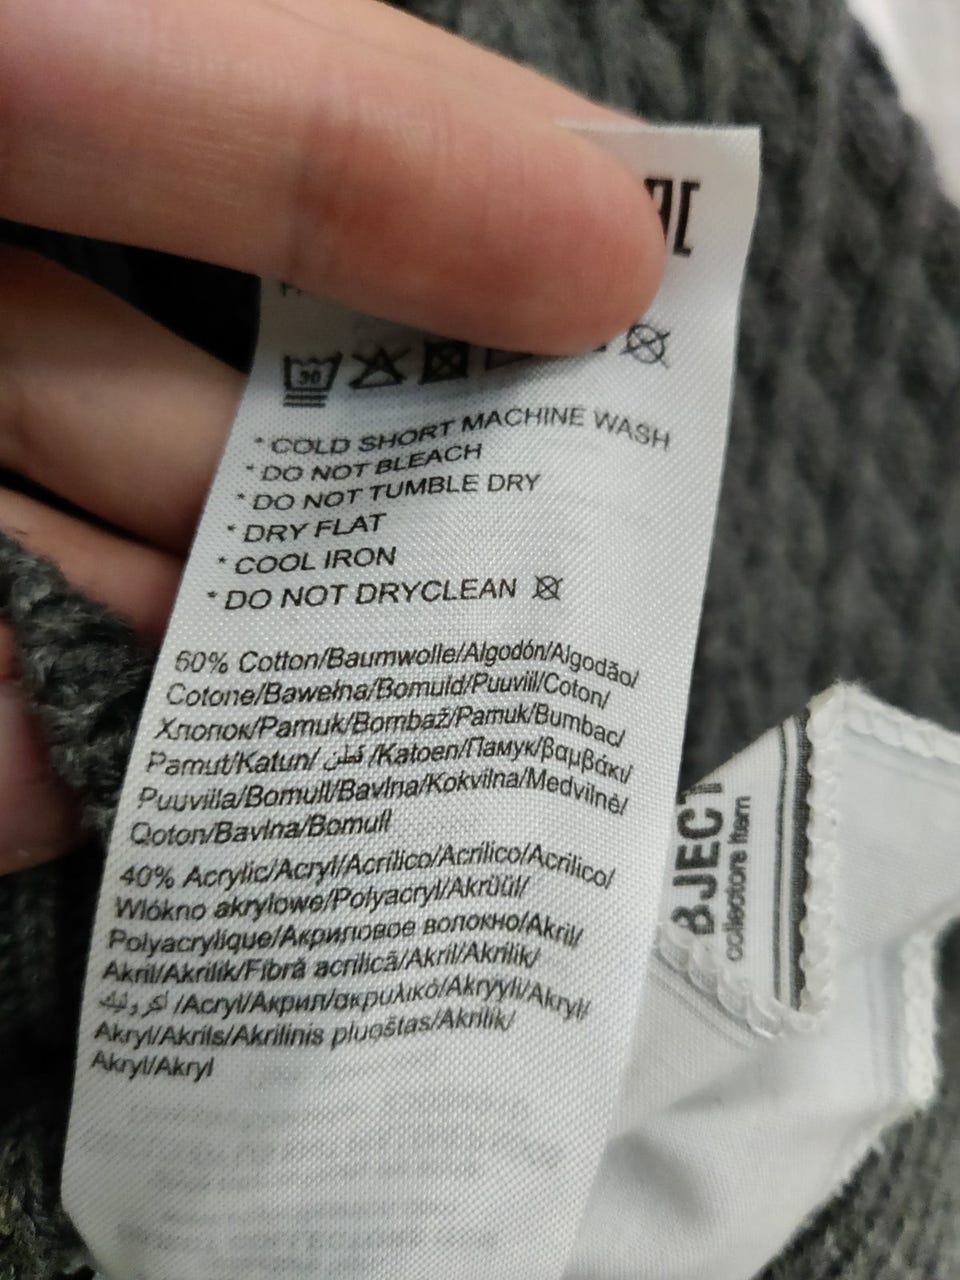 30
* COLD SHORT MACHINE WASH
* DO NOT BLEACH
* DO NOT TUMBLE DRY
* DRY FLAT
* COOL IRON
* DO NOT DRYCLEAN
60% Cotton/Baumwolle/Algodón/Algodão/
Cotone/Bawełna/Bomuld/Puuviil/Coton/
Хлопок/Pamuk/Bombaž/Pamuk/Bumbac/
Pamut/Katun/ قطن /Katoen/Памук/βαμβάκι/
Puuvilla/Bomull/Bavlna/Kokvilna/Medvilnė/
Qoton/Bavlna/Bomull
40% Acrylic/Acryl/Acrílico/Acrílico/Acrilico/
Wlókno akrylowe/Polyacryl/Akrüül/
Polyacrylique/Акриловое волокно/Akril/
Akril/Akrilik/Fibră acrilică/Akril/Akrilik/
/Acryl/Акрил/ακρυλικό/Akryyli/Akryl/
Akryl/Akrils/Akrilinis pluoštas/Akrilik/
Akryl/Akryl
BJECT
collectors item